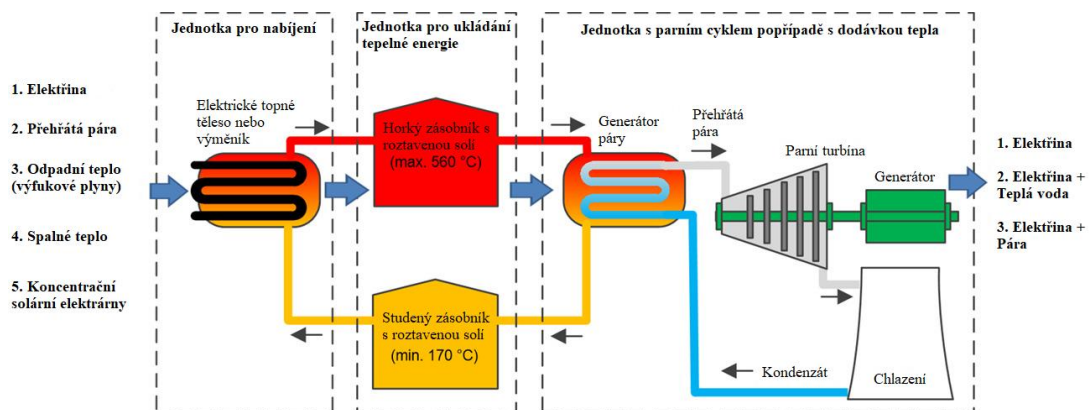 Jednotka pro nabíjení
Jednotka pro ukládání
tepelné energie
Jednotka s parním cyklem popřípadě s dodávkou tepla
1. Elektřina
2. Přehřátá pára
3. Odpadní teplo
(výfukové plyny)
4. Spalné teplo
5. Koncentrační
solární elektrárny
Elektrické topné
těleso nebo
výměník
Horký zásobník s
roztavenou solí
(max. 560 °C)
Studený zásobník
s roztavenou solí
(min. 170 °C)
Generátor
páry
Přehřátá
pára
Parní turbína
Generátor
Kondenzát
Chlazení
1. Elektřina
2. Elektřina +
Teplá voda
3. Elektřina +
Pára